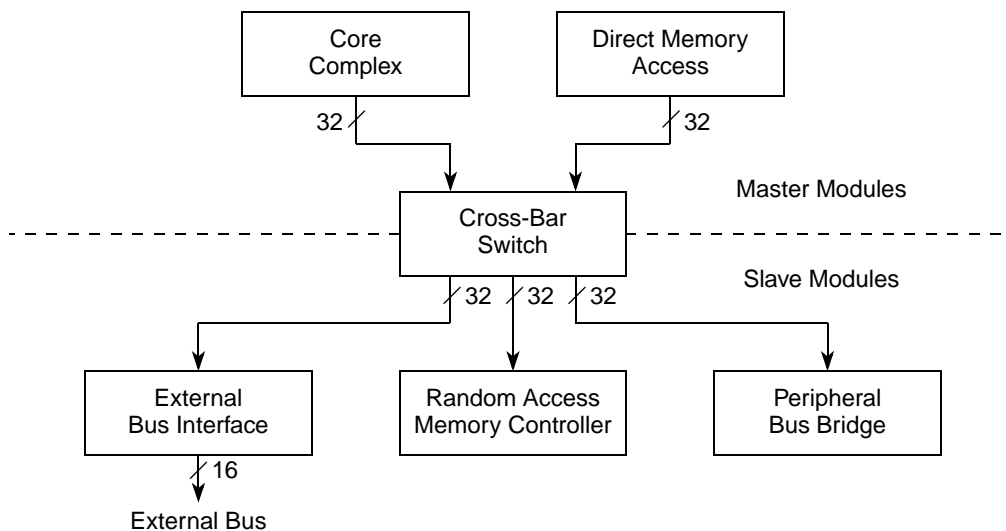 Core
Complex
Direct Memory
Access
32
32
Master Modules
Cross-Bar
Switch
Slave Modules
32
32
32
External
Bus Interface
Random Access
Memory Controller
Peripheral
Bus Bridge
16
External Bus